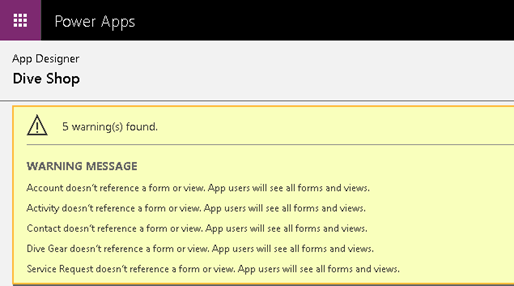 Power Apps
App Designer
Dive Shop
5 warning(s) found.
WARNING MESSAGE
Account doesn't reference a form or view. App users will see all forms and views.
Activity doesn't reference a form or view. App users will see all forms and views.
Contact doesn't reference a form or view. App users will see all forms and views.
Dive Gear doesn't reference a form or view. App users will see all forms and views.
Service Request doesn't reference a form or view. App users will see all forms and views.